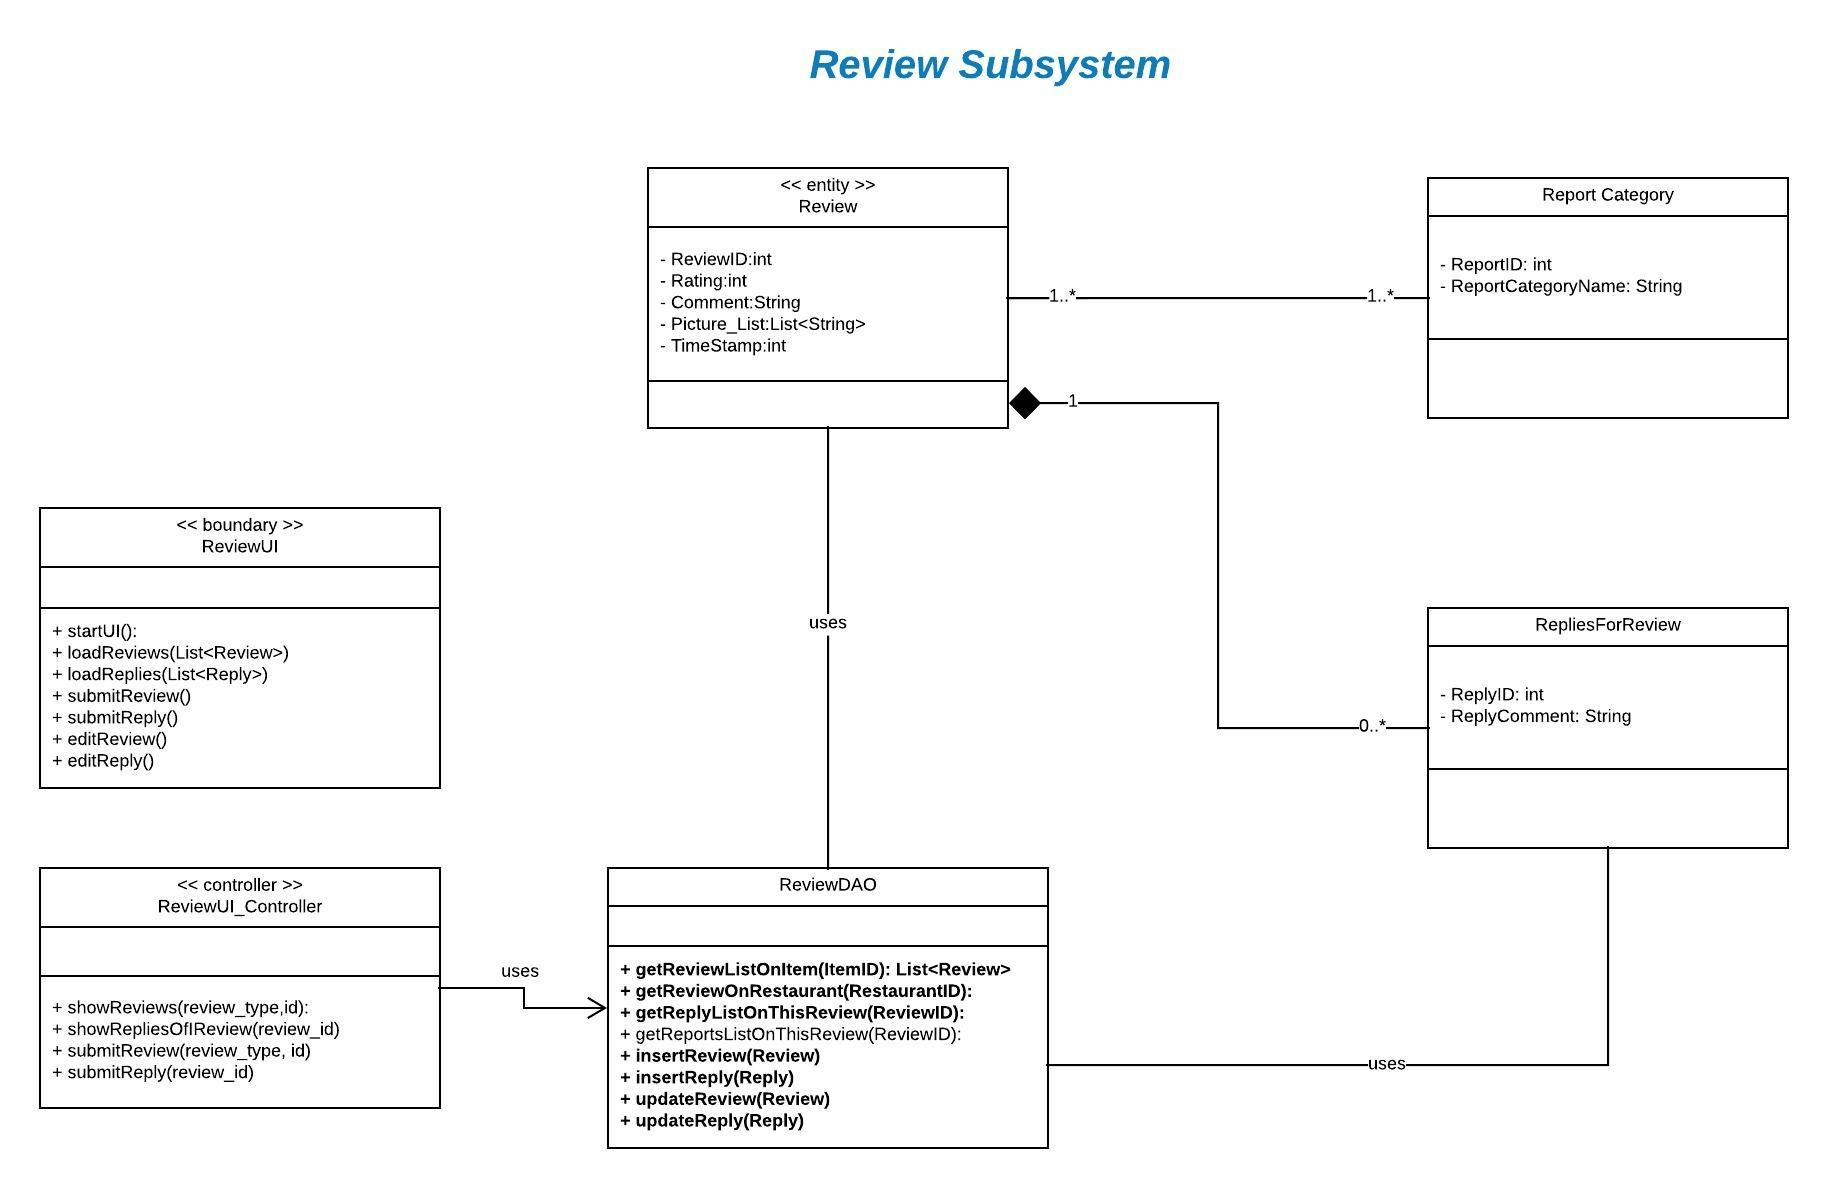 Review Subsystem
<< entity >>
Review
- ReviewID:int
- Rating:int
- Comment:String
- Picture_List:List<String>
- TimeStamp:int
Report Category
- ReportID: int
- ReportCategoryName: String
1..*
1..*
1
<< boundary >>
ReviewUI
+ startUI():
+ loadReviews(List<Review>)
+ loadReplies(List<Reply>)
+ submitReview()
+ submitReply()
+ editReview()
+ editReply()
uses
RepliesForReview
- ReplyID: int
- ReplyComment: String
0..*
<< controller >>
ReviewUI_Controller
+ showReviews(review_type,id):
+ showRepliesOfIReview(review_id)
+ submitReview(review_type, id)
+ submitReply(review_id)
uses
ReviewDAO
+ getReviewListOnItem(ItemID): List<Review>
+ getReviewOnRestaurant(RestaurantID):
+ getReplyListOnThisReview(ReviewID):
+ getReportsListOnThisReview(ReviewID):
+ insertReview(Review)
+ insertReply(Reply)
+ updateReview(Review)
+ updateReply(Reply)
uses